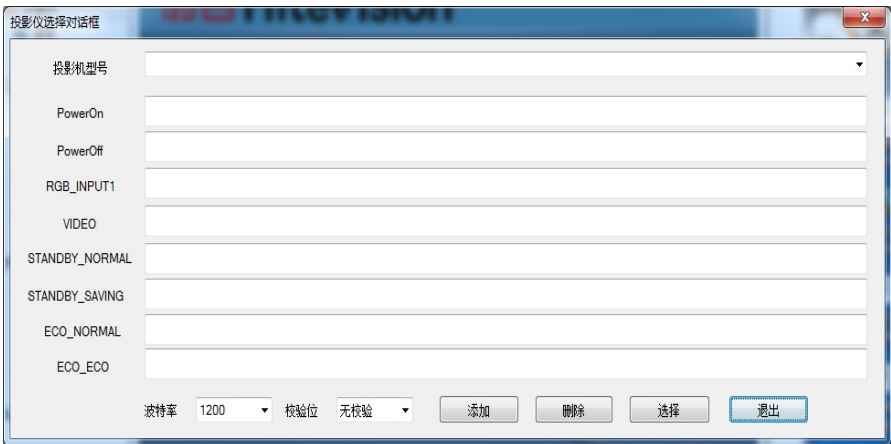 投影仪选择对话框
投影机型号
PowerOn
PowerOff
RGB_INPUT1
VIDEO
STANDBY_NORMAL
STANDBY_SAVING
ECO_NORMAL
ECO_ECO
波特率 1200 校验位 无校验 添加 删除 选择 退出